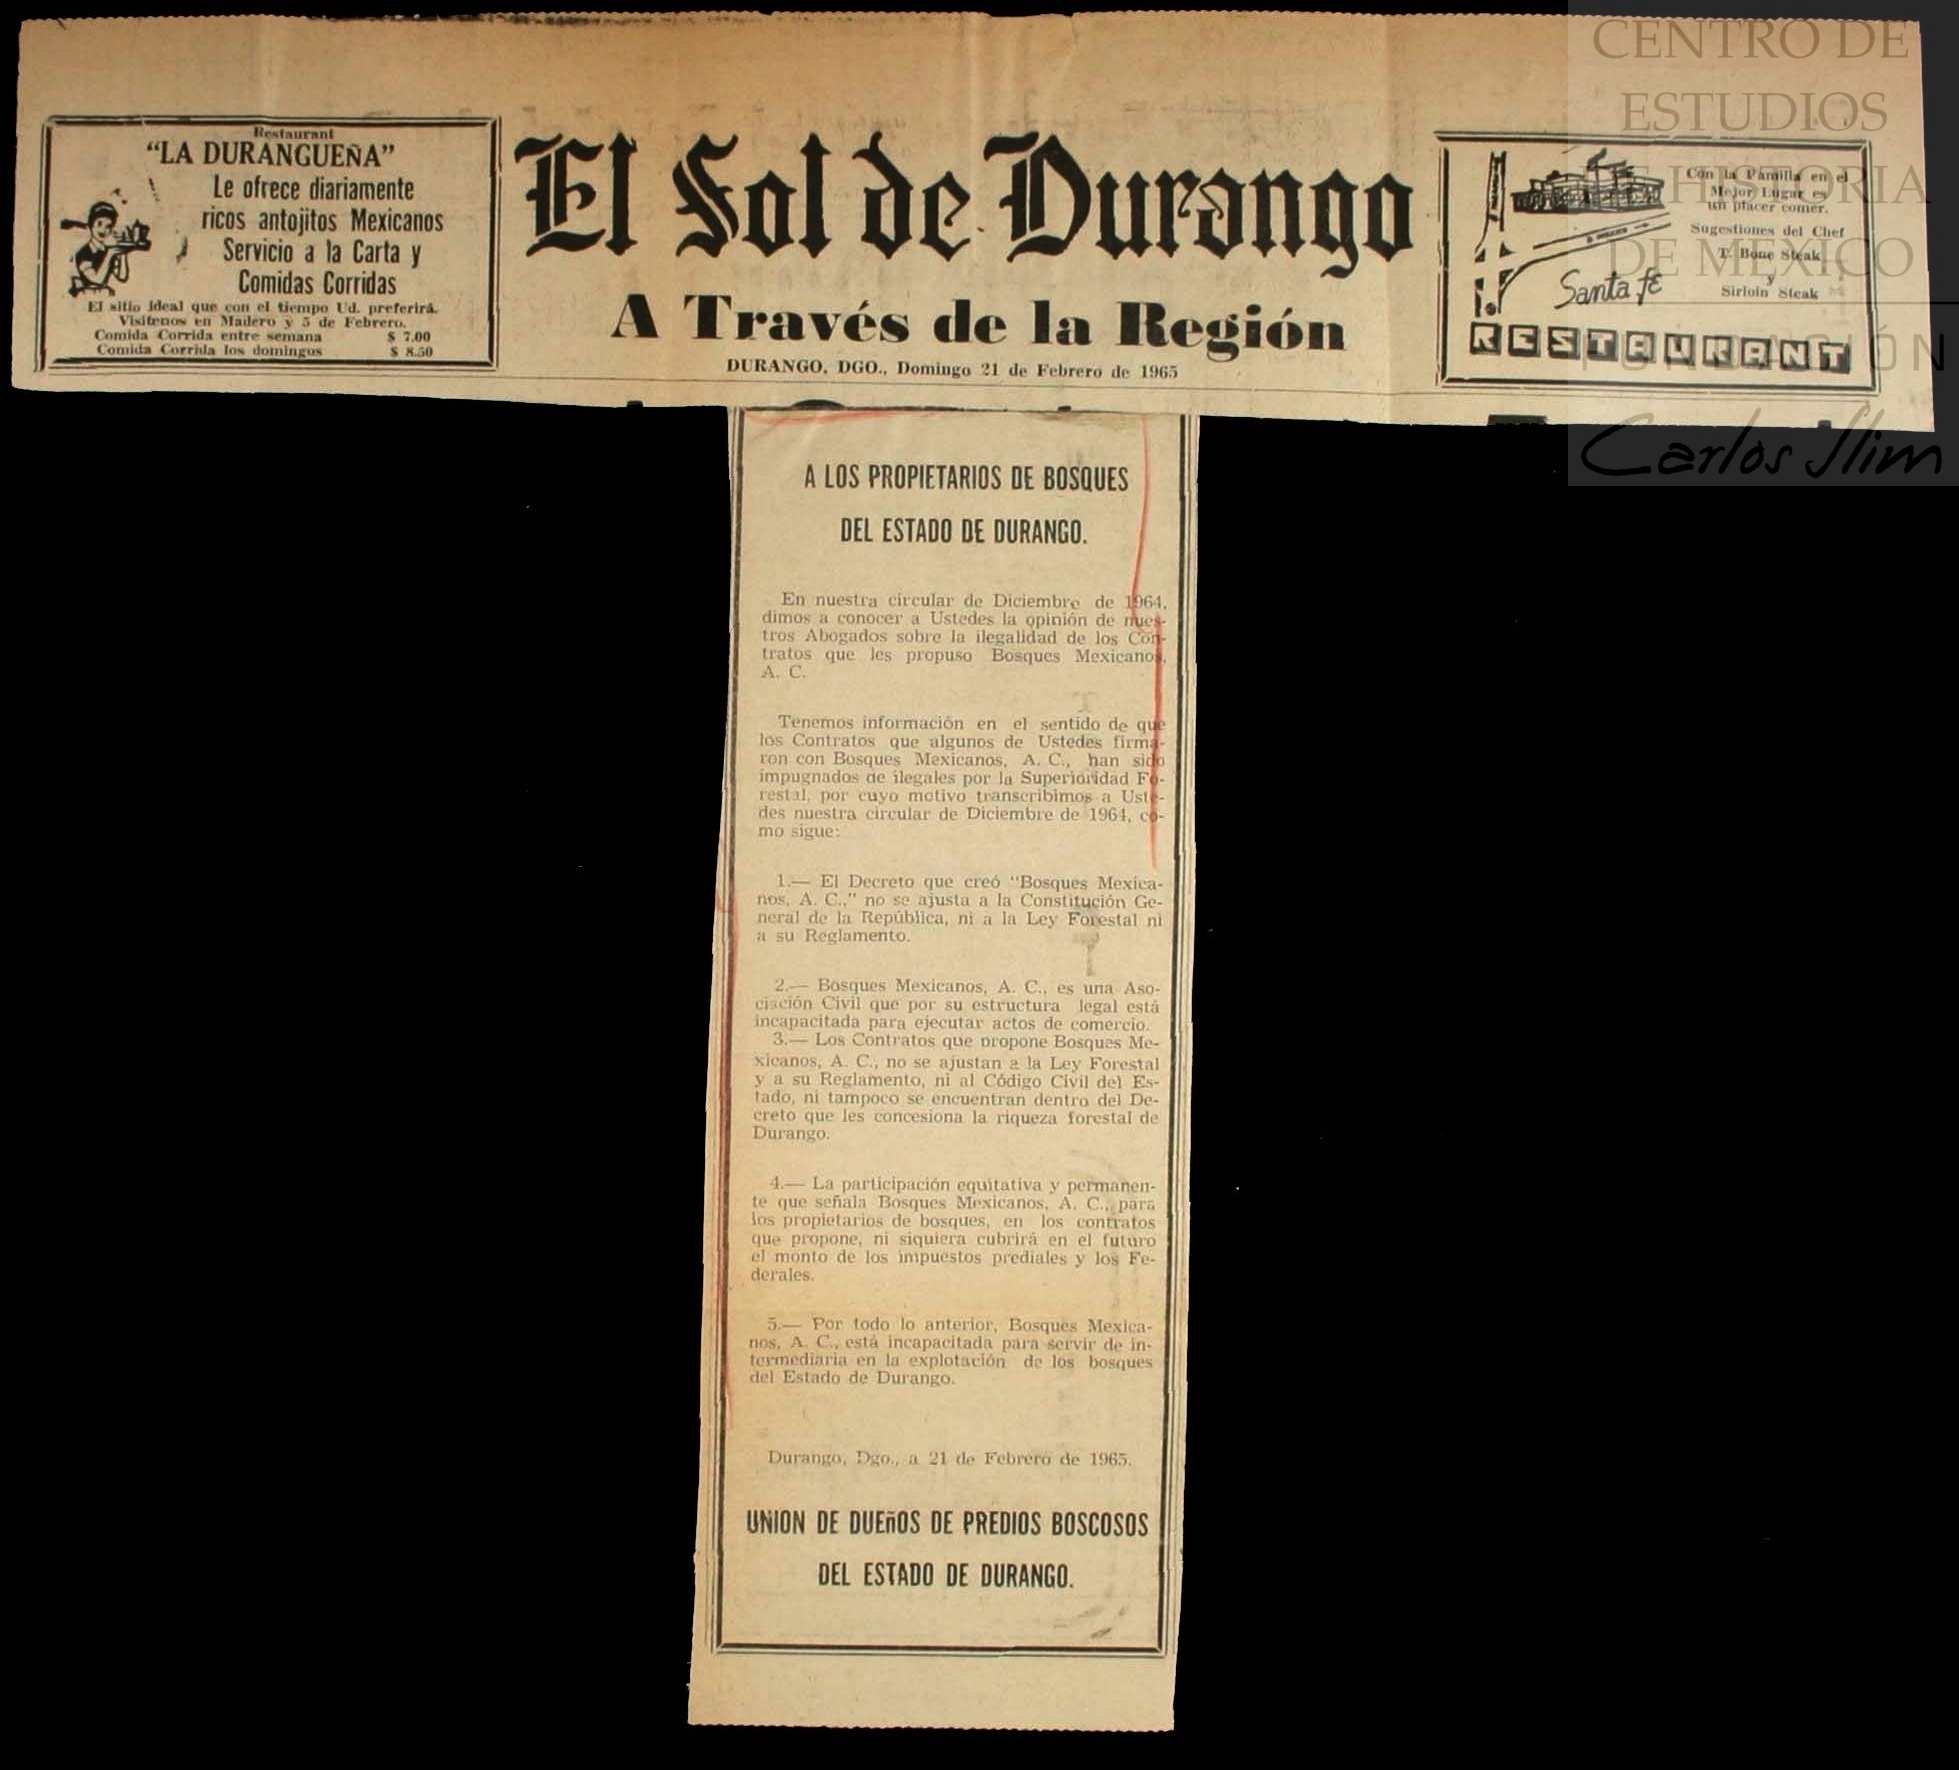 Restaurant
"LA DURANGUEÑA"
Le ofrece diariamente
ricos antojitos Mexicanos
Servicio a la Carta y
Comidas Corridas
El sitio ideal que con el tiempo Ud. preferirá.
Visítenos en Madero y 5 de Febrero.
Comida Corrida entre semana $ 7.00
Comida Corrida los domingos $ 8.50
El Sol de Durango
A Través de la Región
DURANGO, DGO., Domingo 21 de Febrero de 1965
Con la Familia en el
Mejor Lugar es
un placer comer.
Sugestiones del Chef
T. Bone Steak
y
Sirloin Steak
Santa fE
RESTAURANT
CENTRO DE
ESTUDIOS
DE HISTORIA
DE MEXICO
FUNDACIÓN
Carlos Slim
A LOS PROPIETARIOS DE BOSQUES
DEL ESTADO DE DURANGO.
En nuestra circular de Diciembre de 1964,
dimos a conocer a Ustedes la opinión de nues-
tros Abogados sobre la ilegalidad de los Con-
tratos que les propuso Bosques Mexicanos,
A. C.
Tenemos información en el sentido de que
los Contratos que algunos de Ustedes firma-
ron con Bosques Mexicanos, A. C., han sido
impugnados de ilegales por la Superioridad Fo-
restal, por cuyo motivo transcribimos a Uste-
des nuestra circular de Diciembre de 1964, co-
mo sigue:
1.— El Decreto que creó "Bosques Mexica-
nos, A. C.," no se ajusta a la Constitución Ge-
neral de la República, ni a la Ley Forestal ni
a su Reglamento.
2.— Bosques Mexicanos, A. C., es una Aso-
ciación Civil que por su estructura legal está
incapacitada para ejecutar actos de comercio.
3.— Los Contratos que propone Bosques Me-
xicanos, A. C., no se ajustan a la Ley Forestal
y a su Reglamento, ni al Código Civil del Es-
tado, ni tampoco se encuentran dentro del De-
creto que les concesiona la riqueza forestal de
Durango.
4.— La participación equitativa y permanen-
te que señala Bosques Mexicanos, A. C., para
los propietarios de bosques, en los contratos
que propone, ni siquiera cubrirá en el futuro
el monto de los impuestos prediales y los Fe-
derales.
5.— Por todo lo anterior, Bosques Mexica-
nos, A. C., está incapacitada para servir de in-
termediaria en la explotación de los bosques
del Estado de Durango.
Durango, Dgo., a 21 de Febrero de 1965.
UNION DE DUEñOS DE PREDIOS BOSCOSOS
DEL ESTADO DE DURANGO.